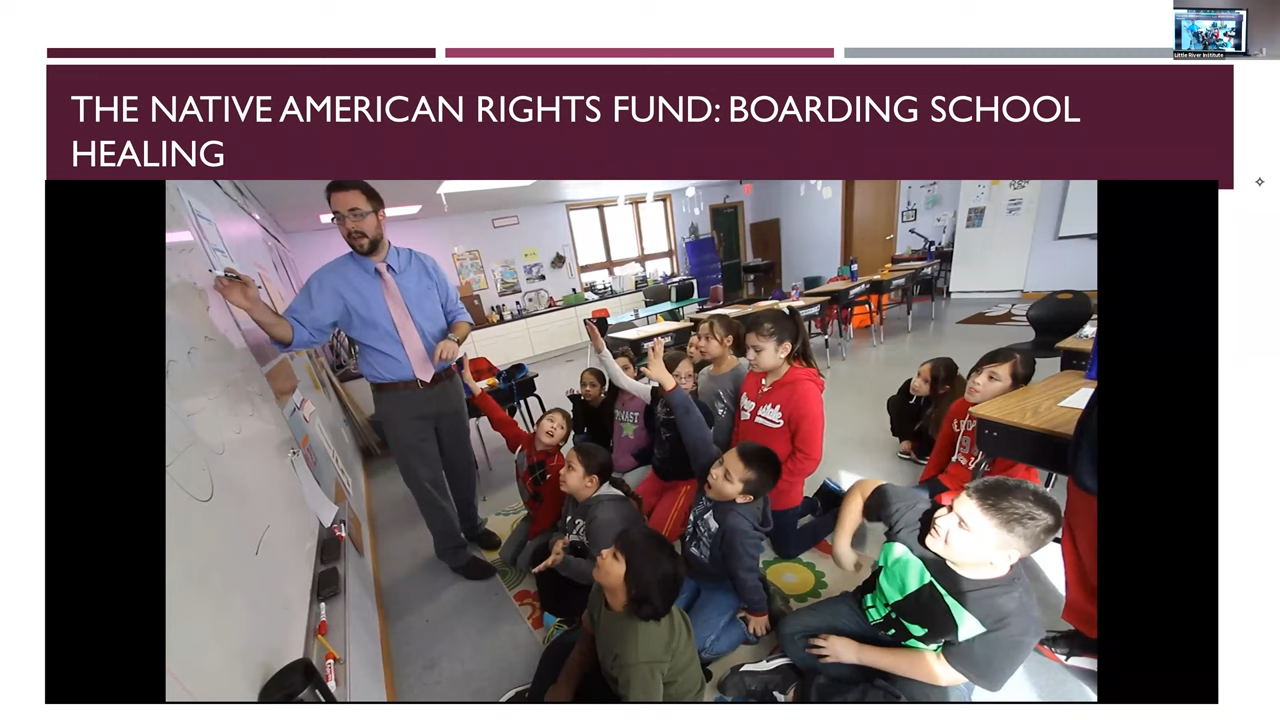 THE NATIVE AMERICAN RIGHTS FUND: BOARDING SCHOOL
HEALING
Little River Institute